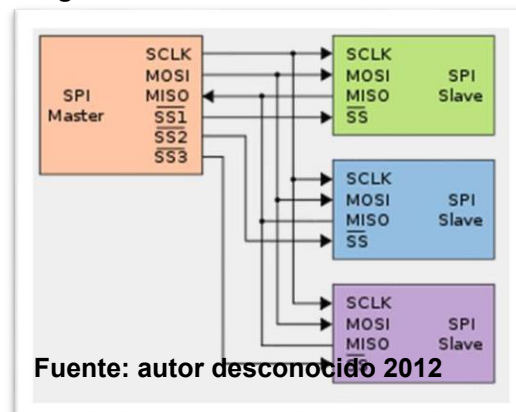 SCLK
MOSI
MISO
SS1
SS2
SS3
SPI
Master
SCLK
MOSI
MISO
SS
SPI
Slave
SCLK
MOSI
MISO
SS
SPI
Slave
SCLK
MOSI
MISO
SS
SPI
Slave
Fuente: autor desconocido 2012